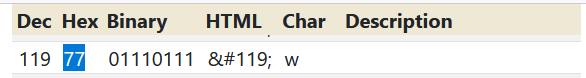 Dec Hex Binary HTML Char Description
119 77 01110111 &#119; w